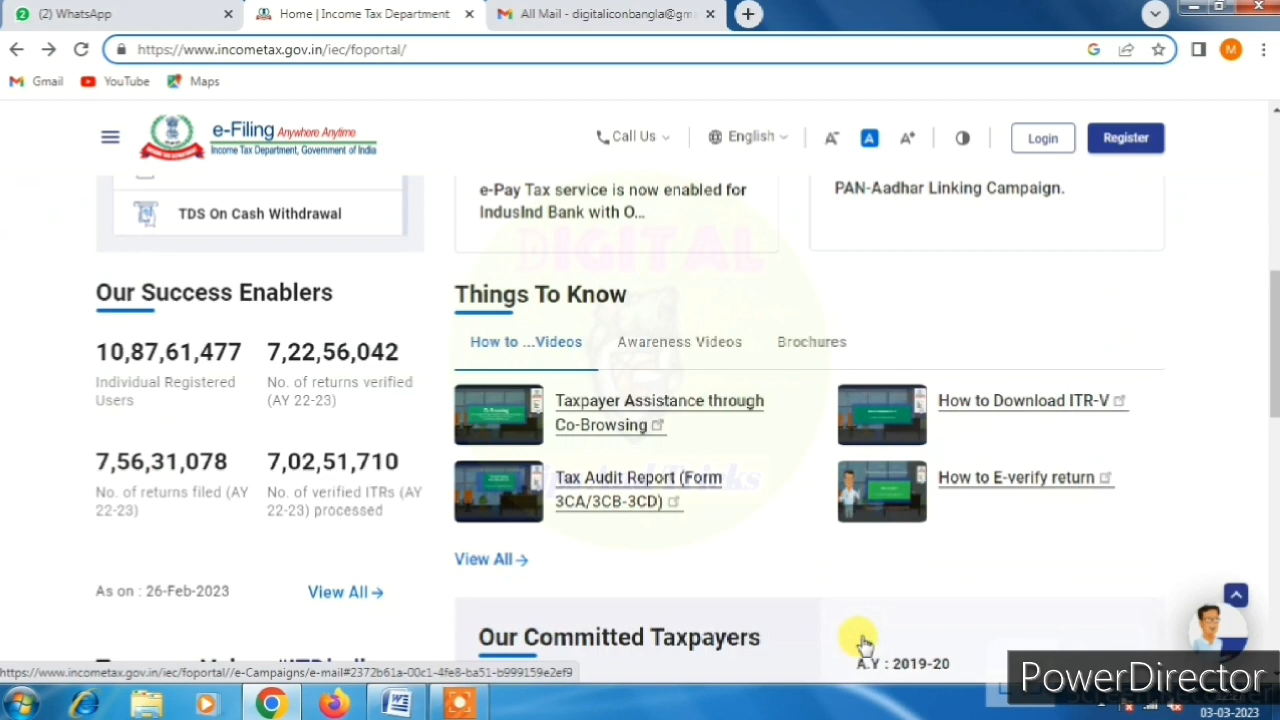 (2) WhatsApp
Home | Income Tax Department
All Mail - digitaliconbangla@gm
https://www.incometax.gov.in/iec/foportal/
M
Gmail
YouTube
Maps
e-Filing Anywhere Anytime
Income Tax Department, Government of India
Call Us
English
A-
A
A+
Login
Register
e-Pay Tax service is now enabled for
IndusInd Bank with O...
PAN-Aadhar Linking Campaign.
TDS On Cash Withdrawal
DIGITAL
Our Success Enablers
Things To Know
How to ...Videos
Awareness Videos
Brochures
10,87,61,477
7,22,56,042
Individual Registered
Users
No. of returns verified
(AY 22-23)
Taxpayer Assistance through
Co-Browsing
How to Download ITR-V
7,56,31,078
7,02,51,710
No. of returns filed (AY
22-23)
No. of verified ITRs (AY
22-23) processed
Tax Audit Report (Form
3CA/3CB-3CD)
How to E-verify return
View All
As on : 26-Feb-2023
View All
Our Committed Taxpayers
A.Y : 2019-20
https://www.incometax.gov.in/iec/foportal//e-Campaigns/e-mail#2372b61a-00c1-4fe8-ba51-b999159e2ef9
PowerDirector
03-03-2023